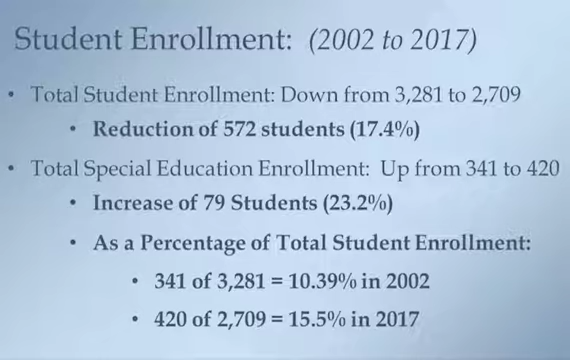 Student Enrollment: (2002 to 2017)
• Total Student Enrollment: Down from 3,281 to 2,709
• Reduction of 572 students (17.4%)
• Total Special Education Enrollment: Up from 341 to 420
• Increase of 79 Students (23.2%)
• As a Percentage of Total Student Enrollment:
• 341 of 3,281 = 10.39% in 2002
• 420 of 2,709 = 15.5% in 2017